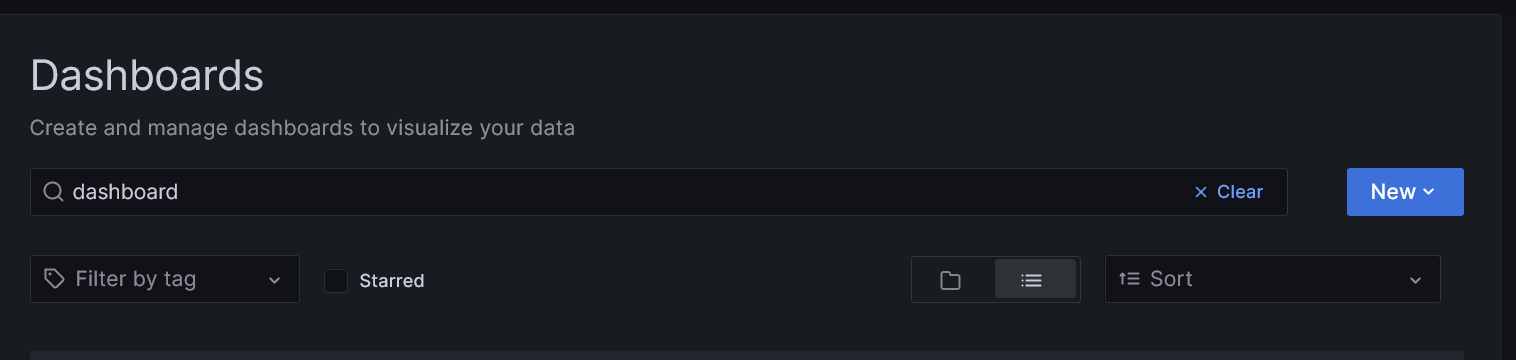 Dashboards
Create and manage dashboards to visualize your data
dashboard Clear New
Filter by tag Starred Sort